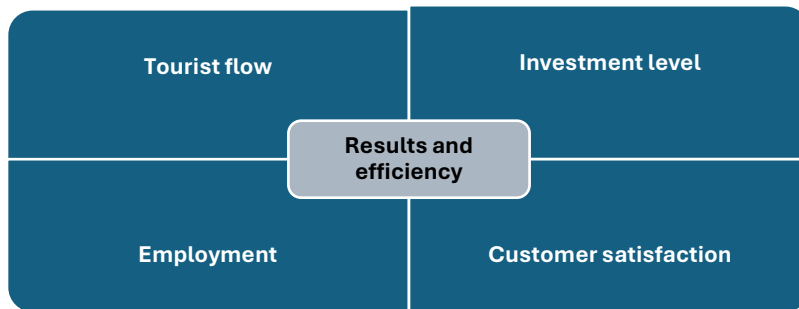 Tourist flow
Investment level
Results and
efficiency
Employment
Customer satisfaction